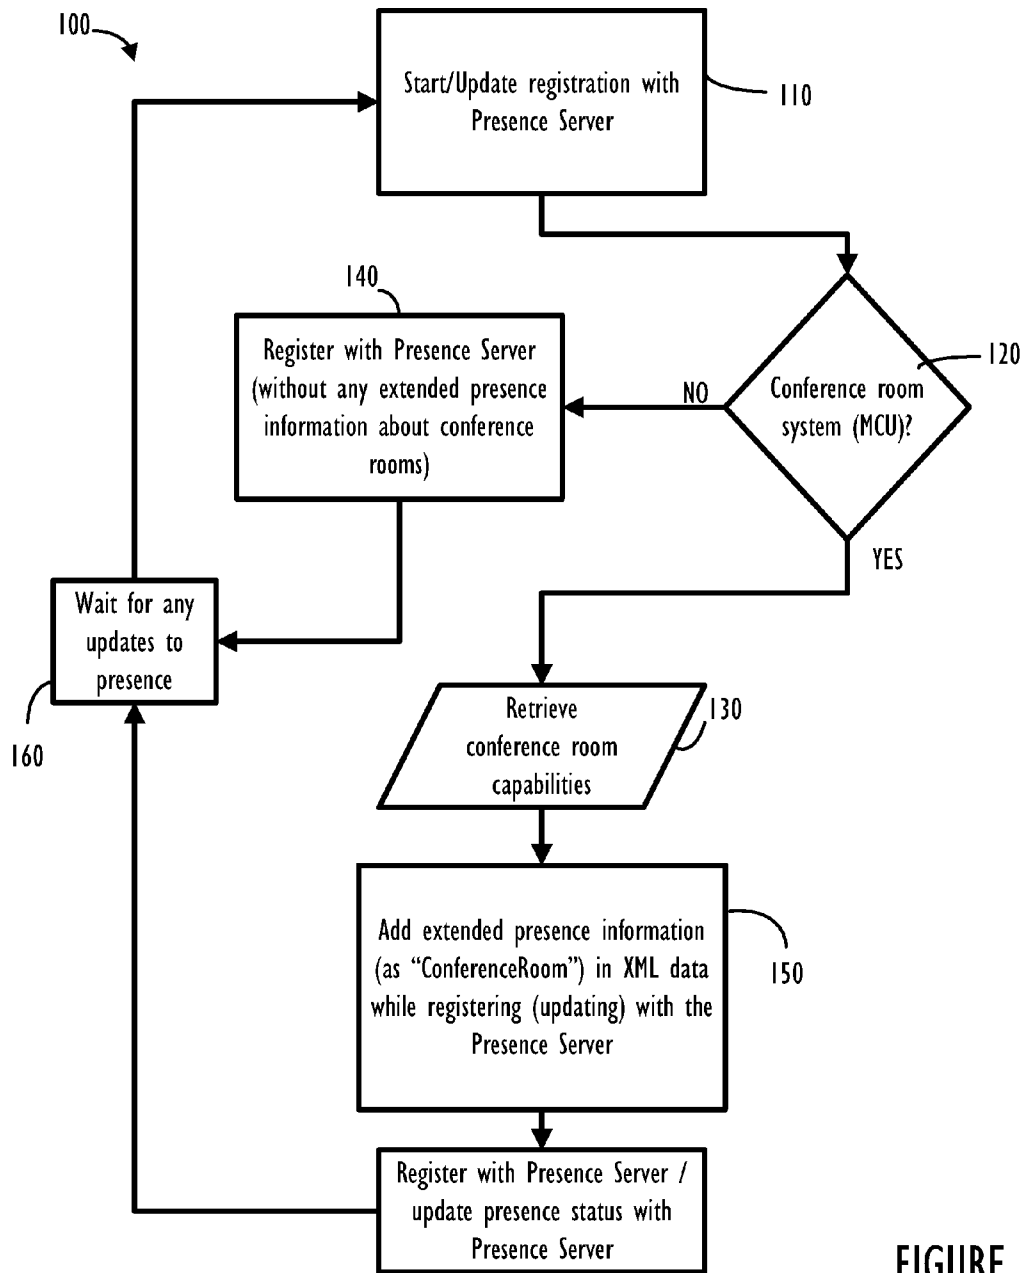 100
Start/Update registration with
Presence Server
110
140
Register with Presence Server
(without any extended presence
information about conference
rooms)
NO
Conference room
system (MCU)?
120
YES
Wait for any
updates to
presence
160
Retrieve
conference room
capabilities
130
Add extended presence information
(as “ConferenceRoom”) in XML data
while registering (updating) with the
Presence Server
150
Register with Presence Server /
update presence status with
Presence Server
FIGURE